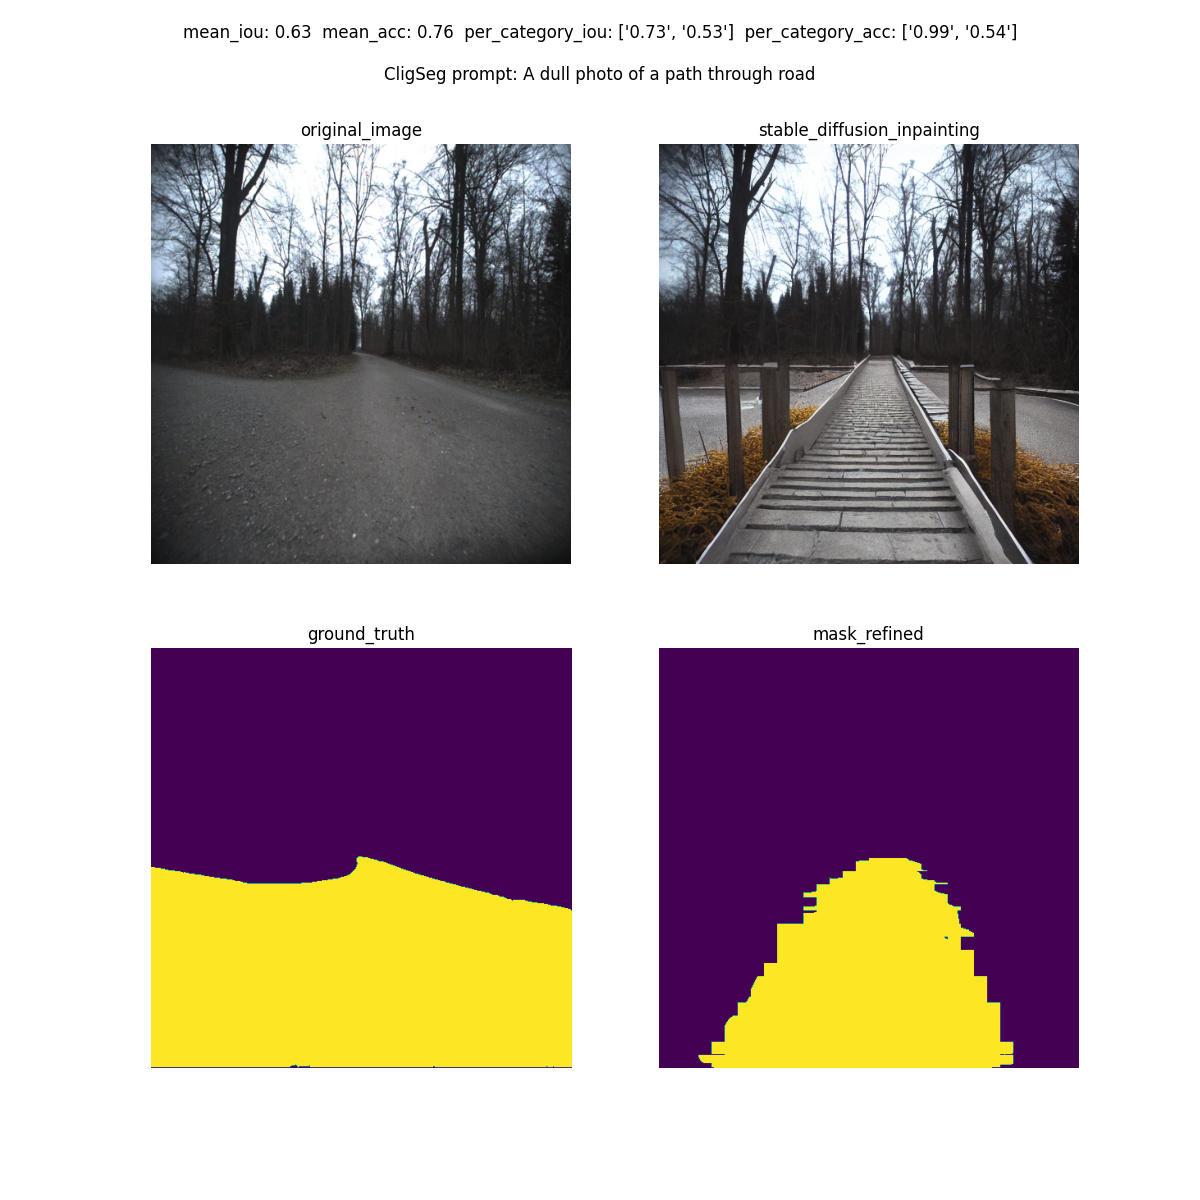 mean_iou: 0.63 mean_acc: 0.76 per_category_iou: ['0.73', '0.53'] per_category_acc: ['0.99', '0.54']
CligSeg prompt: A dull photo of a path through road
original_image
stable_diffusion_inpainting
ground_truth
mask_refined